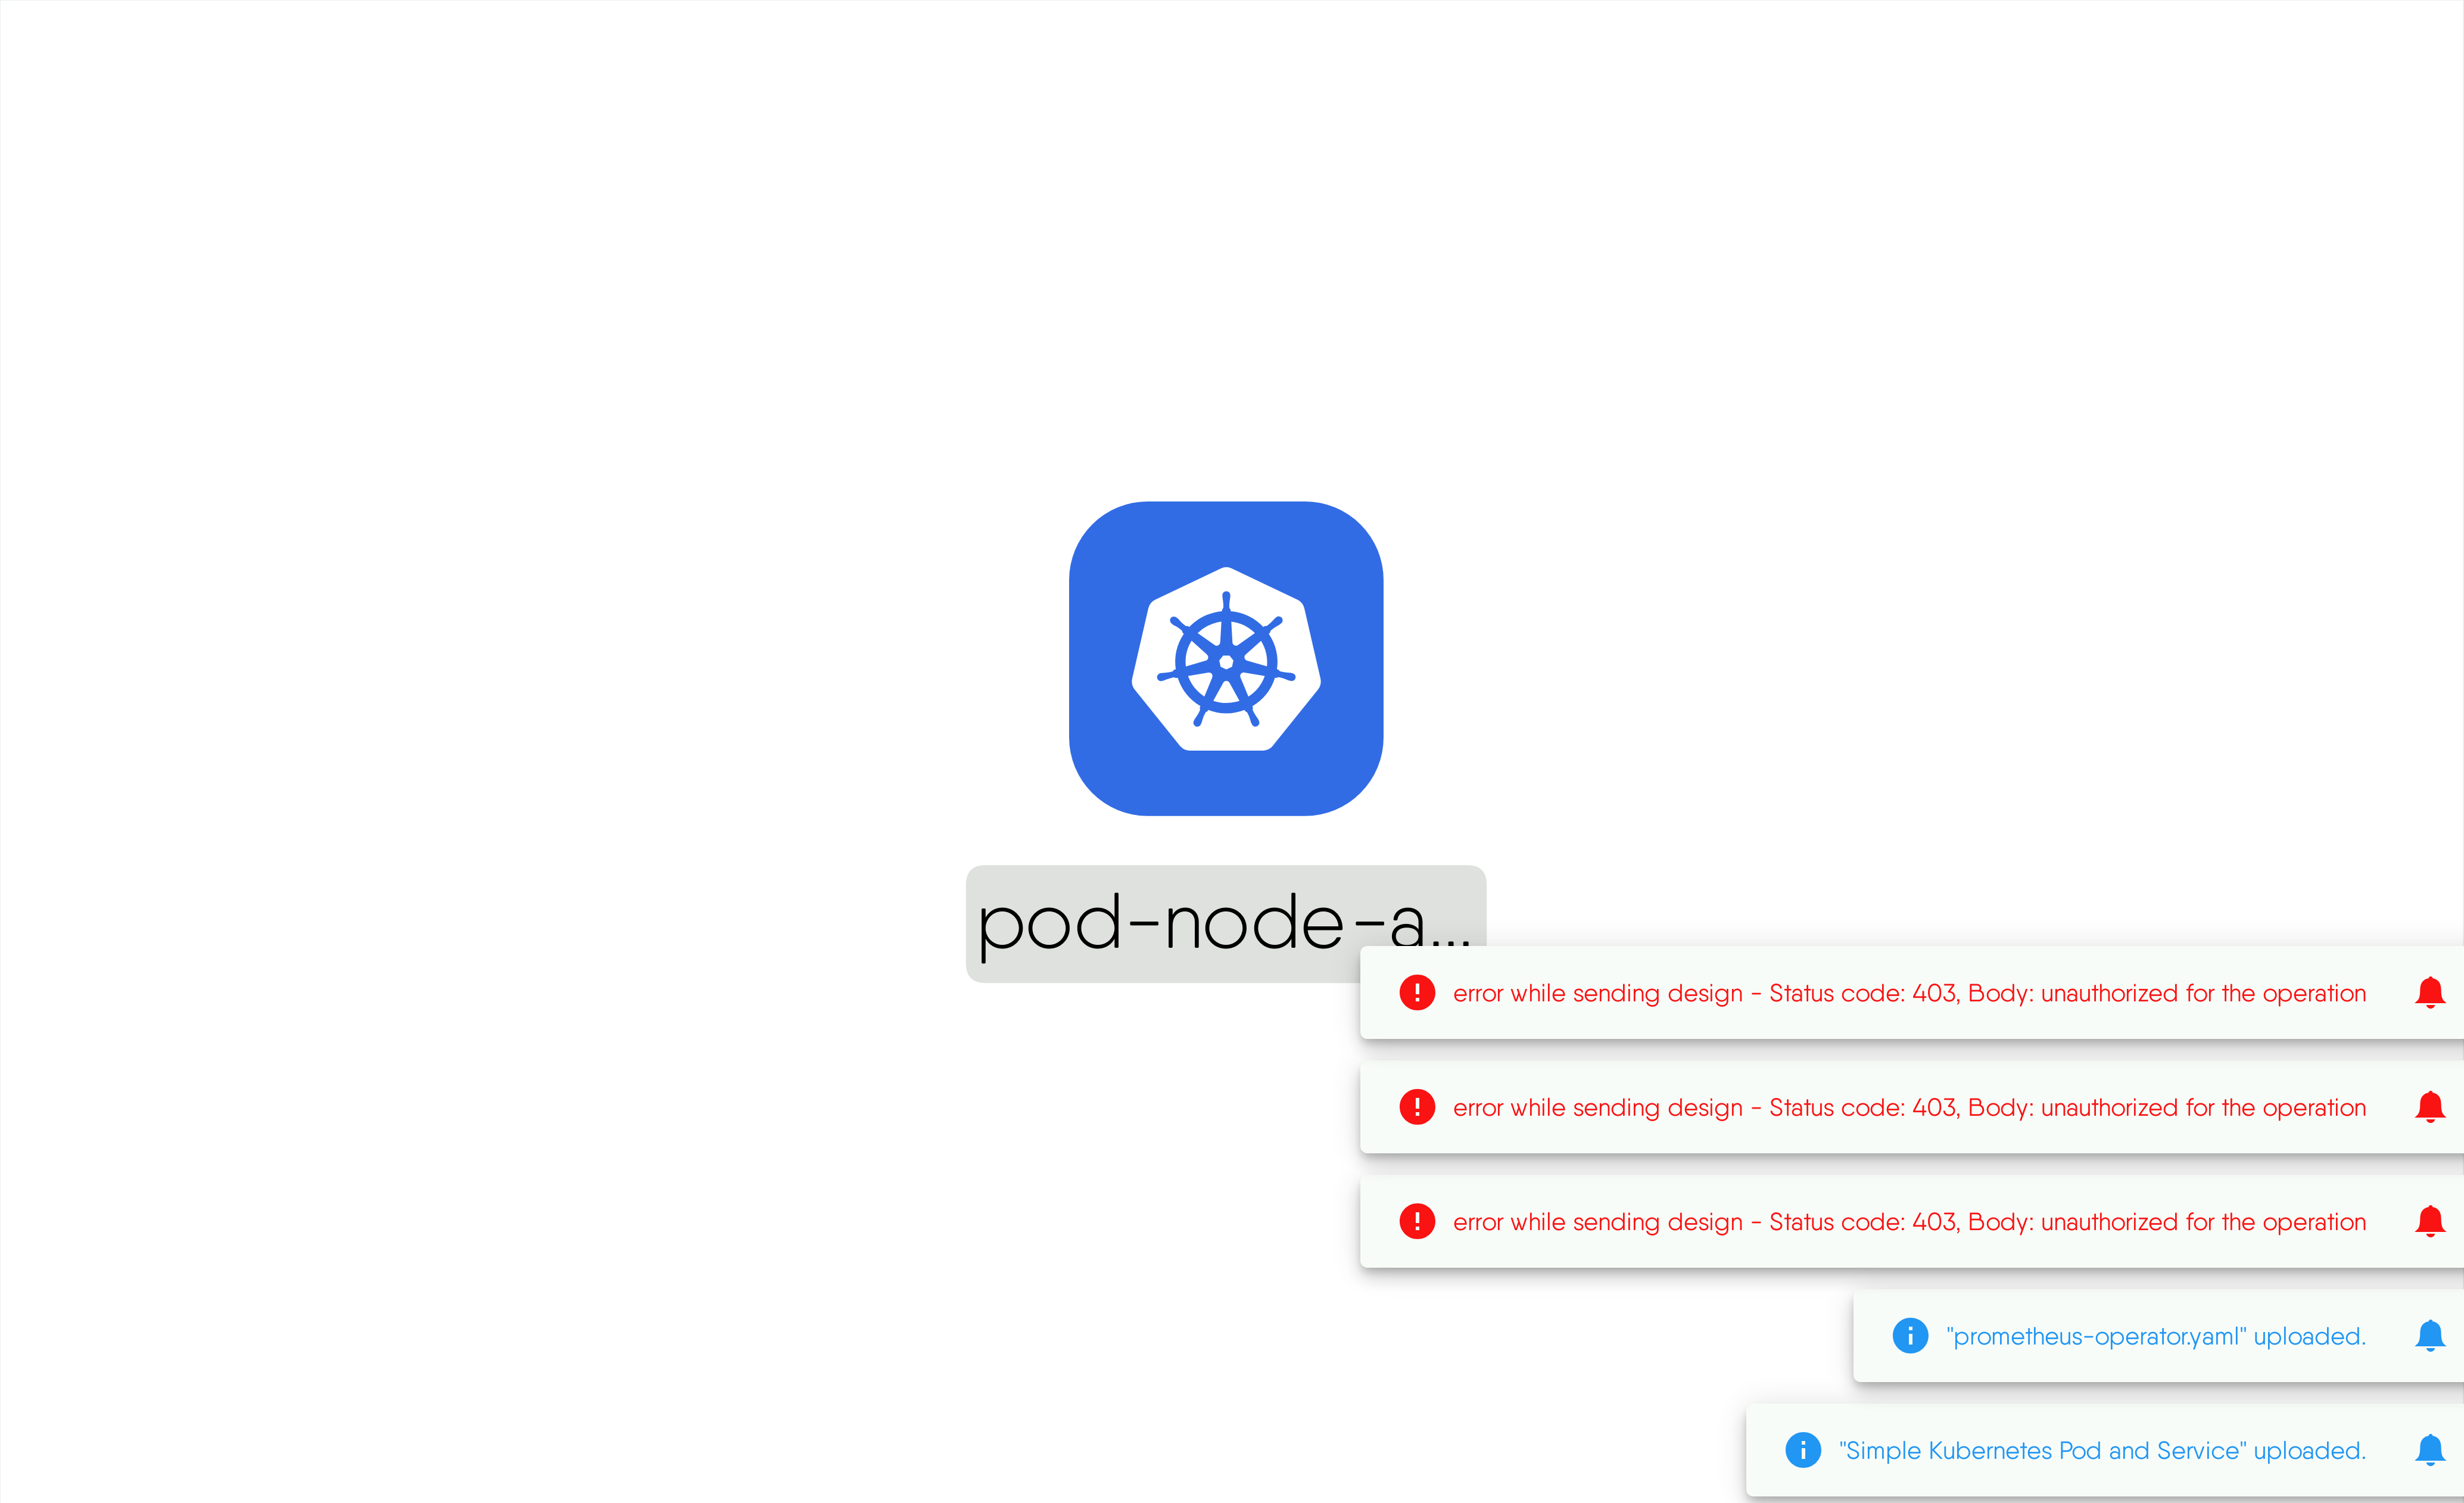 pod-node-a...
error while sending design - Status code: 403, Body: unauthorized for the operation
error while sending design - Status code: 403, Body: unauthorized for the operation
error while sending design - Status code: 403, Body: unauthorized for the operation
"prometheus-operator.yaml" uploaded.
"Simple Kubernetes Pod and Service" uploaded.